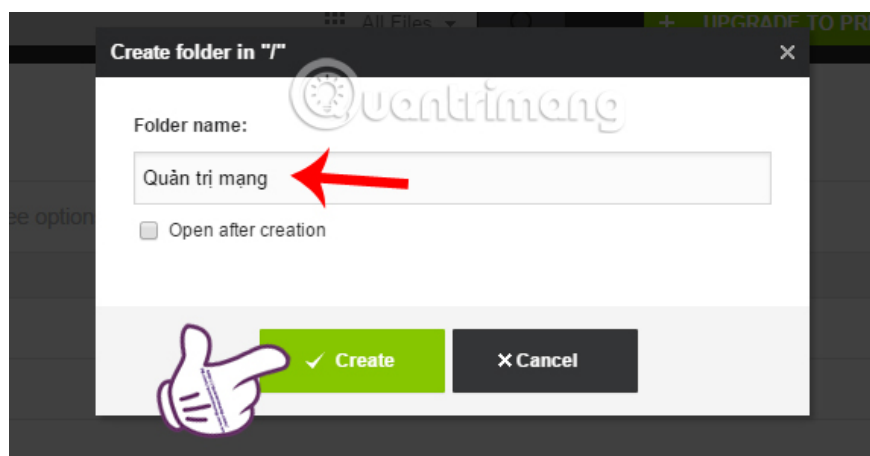 All Files
+ UPGRADE TO PR
Create folder in "/"
Quantrimang
Folder name:
Quản trị mạng
ee option
Open after creation
Create
Cancel